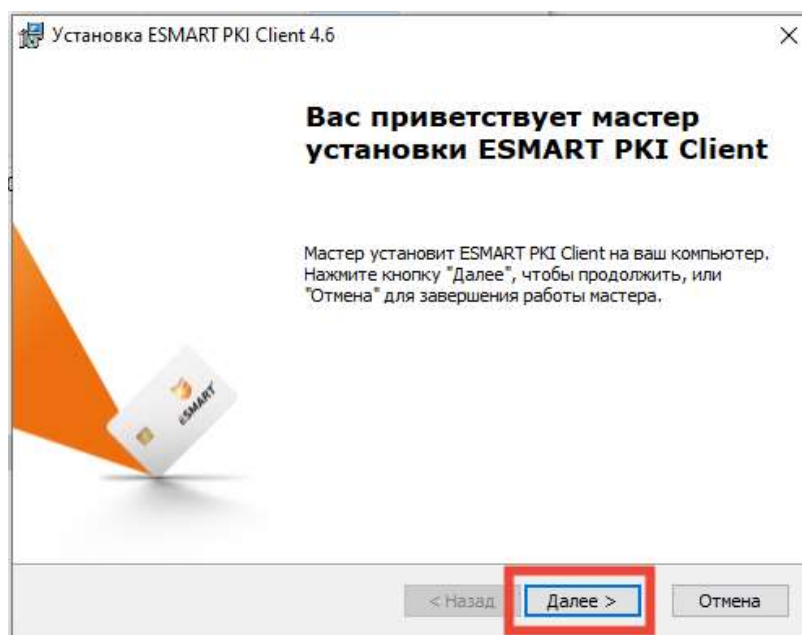 Установка ESMART PKI Client 4.6
Вас приветствует мастер
установки ESMART PKI Client
Мастер установит ESMART PKI Client на ваш компьютер.
Нажмите кнопку "Далее", чтобы продолжить, или
"Отмена" для завершения работы мастера.
ESMART
< Назад
Далее >
Отмена